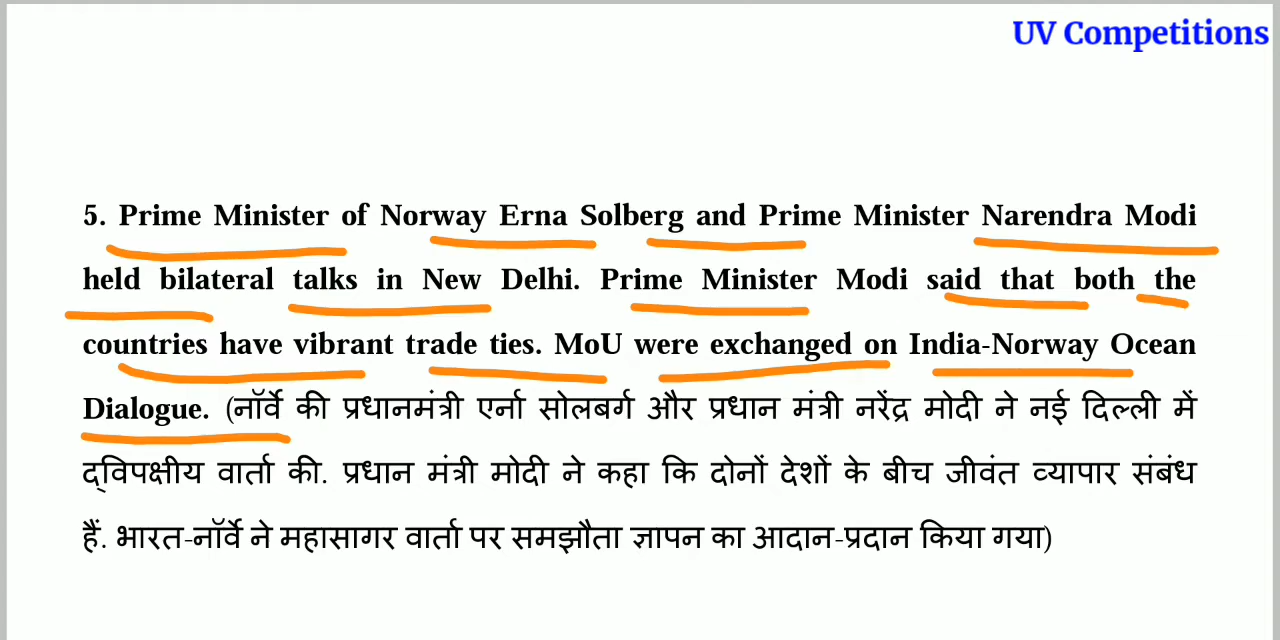 UV Competitions
5. Prime Minister of Norway Erna Solberg and Prime Minister Narendra Modi
held bilateral talks in New Delhi. Prime Minister Modi said that both the
countries have vibrant trade ties. MoU were exchanged on India-Norway Ocean
Dialogue. (नॉर्वे की प्रधानमंत्री एर्ना सोलबर्ग और प्रधान मंत्री नरेंद्र मोदी ने नई दिल्ली में
द्विपक्षीय वार्ता की. प्रधान मंत्री मोदी ने कहा कि दोनों देशों के बीच जीवंत व्यापार संबंध
हैं. भारत-नॉर्वे ने महासागर वार्ता पर समझौता ज्ञापन का आदान-प्रदान किया गया)